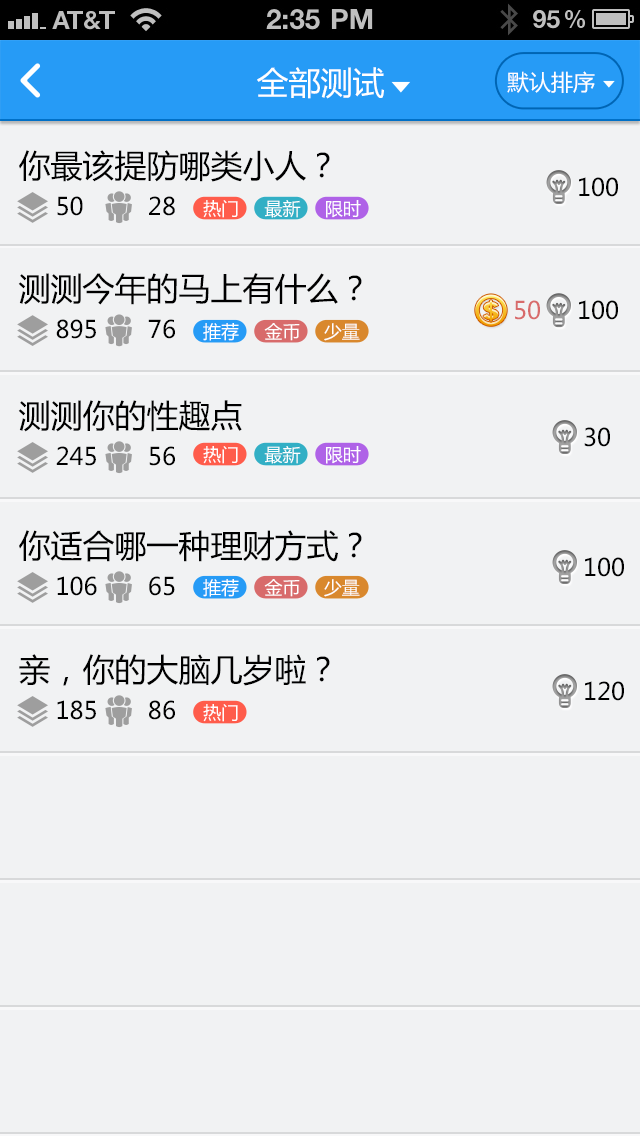 AT&T 2:35 PM 95%
全部测试 默认排序
你最该提防哪类小人？
50 28 热门 最新 限时 100
测测今年的马上有什么？
895 76 推荐 金币 少量 50 100
测测你的性趣点
245 56 热门 最新 限时 30
你适合哪一种理财方式？
106 65 推荐 金币 少量 100
亲，你的大脑几岁啦？
185 86 热门 120